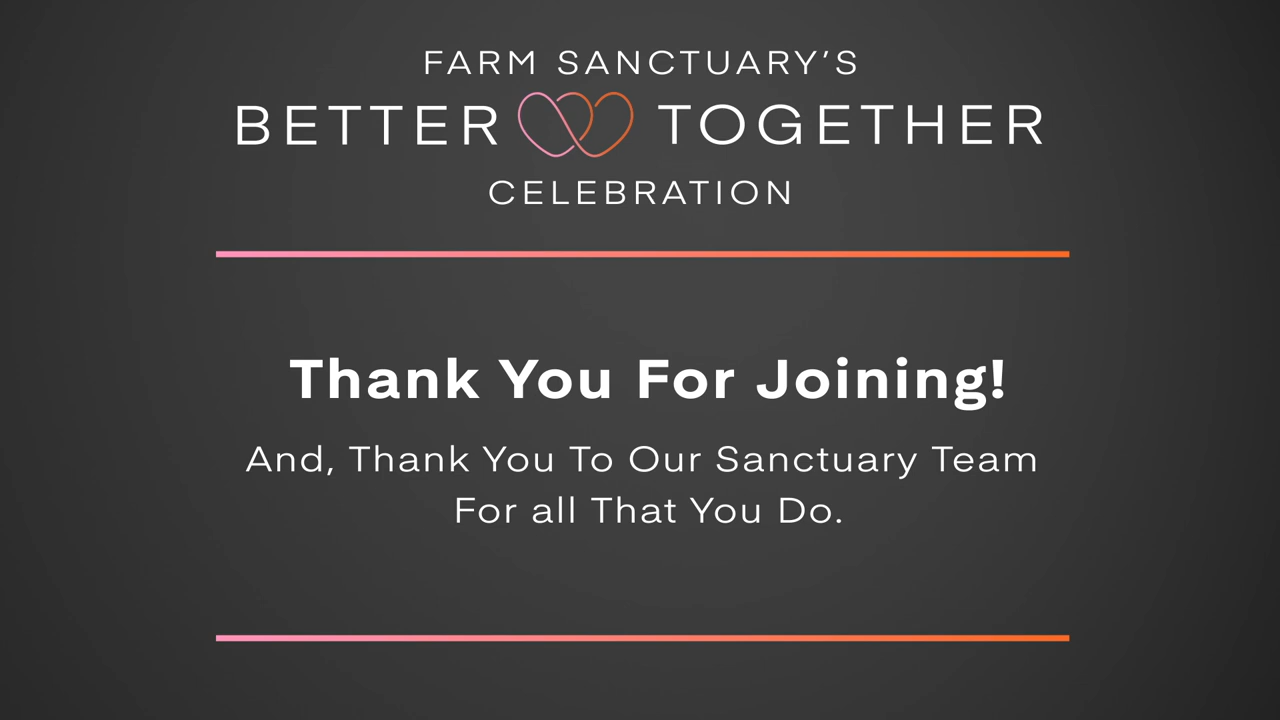 FARM SANCTUARY’S
BETTER TOGETHER
CELEBRATION
Thank You For Joining!
And, Thank You To Our Sanctuary Team
For all That You Do.